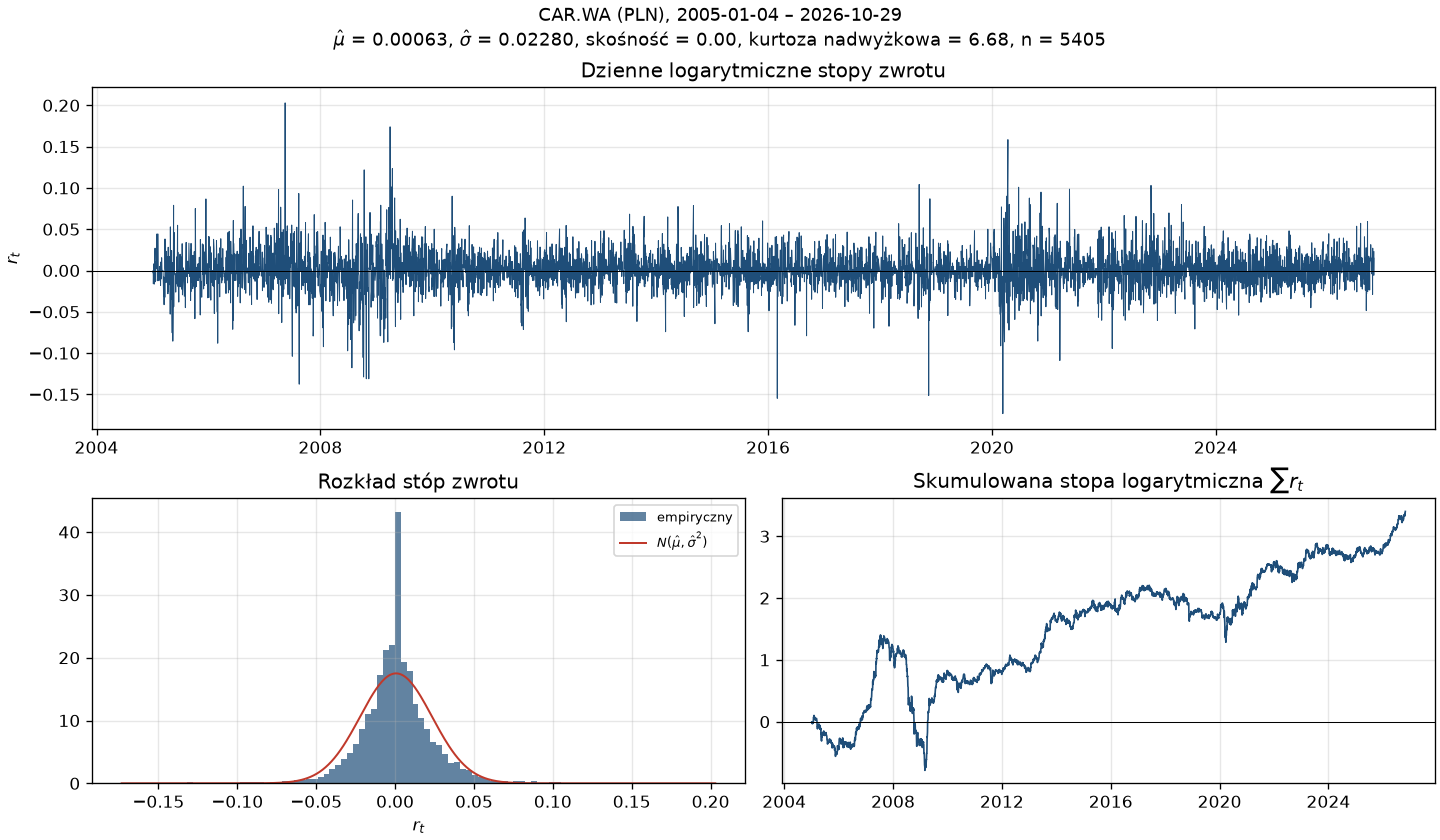 CAR.WA (PLN), 2005-01-04 – 2026-10-29
μ̂ = 0.00063, σ̂ = 0.02280, skośność = 0.00, kurtoza nadwyżkowa = 6.68, n = 5405
Dzienne logarytmiczne stopy zwrotu
0.20
0.15
0.10
0.05
0.00
−0.05
−0.10
−0.15
r_t
2004 2008 2012 2016 2020 2024
Rozkład stóp zwrotu
empiryczny
N(μ̂, σ̂²)
40
30
20
10
0
−0.15 −0.10 −0.05 0.00 0.05 0.10 0.15 0.20
r_t
Skumulowana stopa logarytmiczna ∑r_t
3
2
1
0
2004 2008 2012 2016 2020 2024